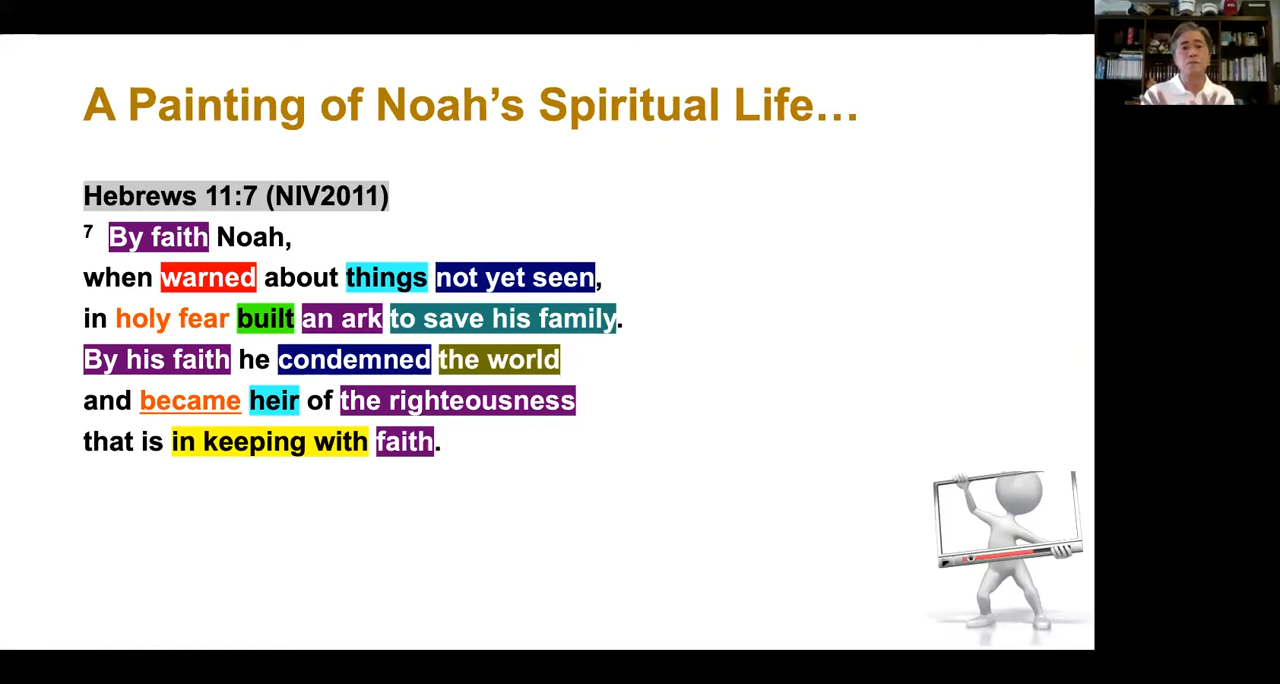 A Painting of Noah’s Spiritual Life…
Hebrews 11:7 (NIV2011)
7 By faith Noah,
when warned about things not yet seen,
in holy fear built an ark to save his family.
By his faith he condemned the world
and became heir of the righteousness
that is in keeping with faith.